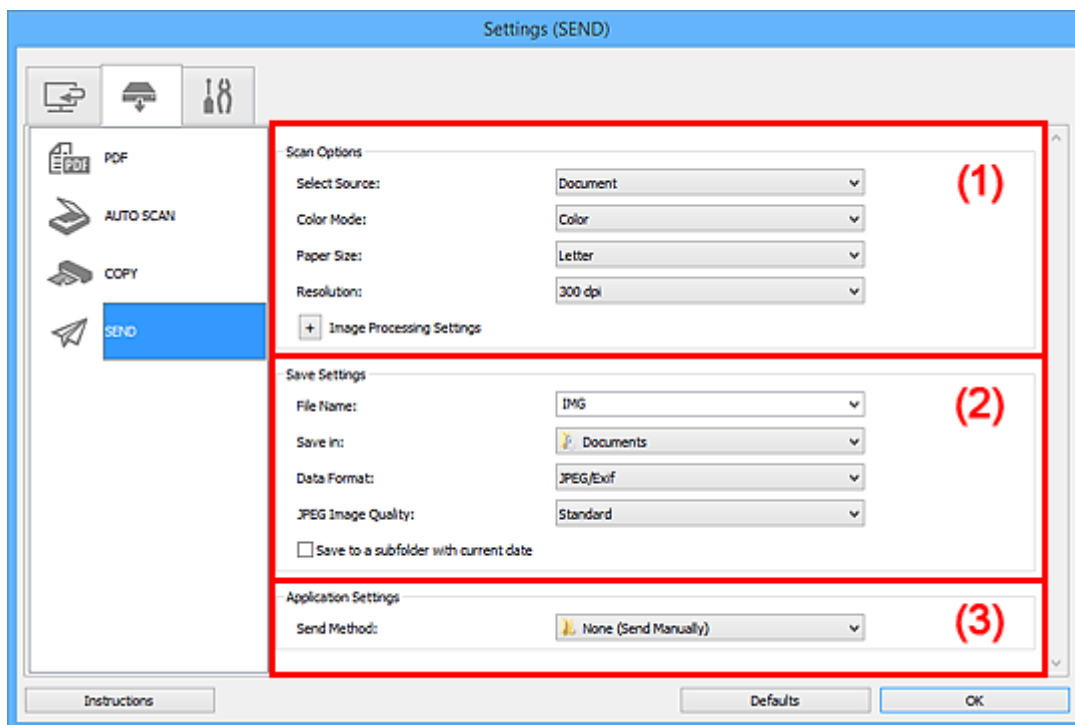 Settings (SEND)
PDF
PDF
AUTO SCAN
COPY
SEND
Scan Options
(1)
Select Source: Document
Color Mode: Color
Paper Size: Letter
Resolution: 300 dpi
+ Image Processing Settings
Save Settings
(2)
File Name: IMG
Save in: Documents
Data Format: JPEG/Exif
JPEG Image Quality: Standard
Save to a subfolder with current date
Application Settings
(3)
Send Method: None (Send Manually)
Instructions Defaults OK